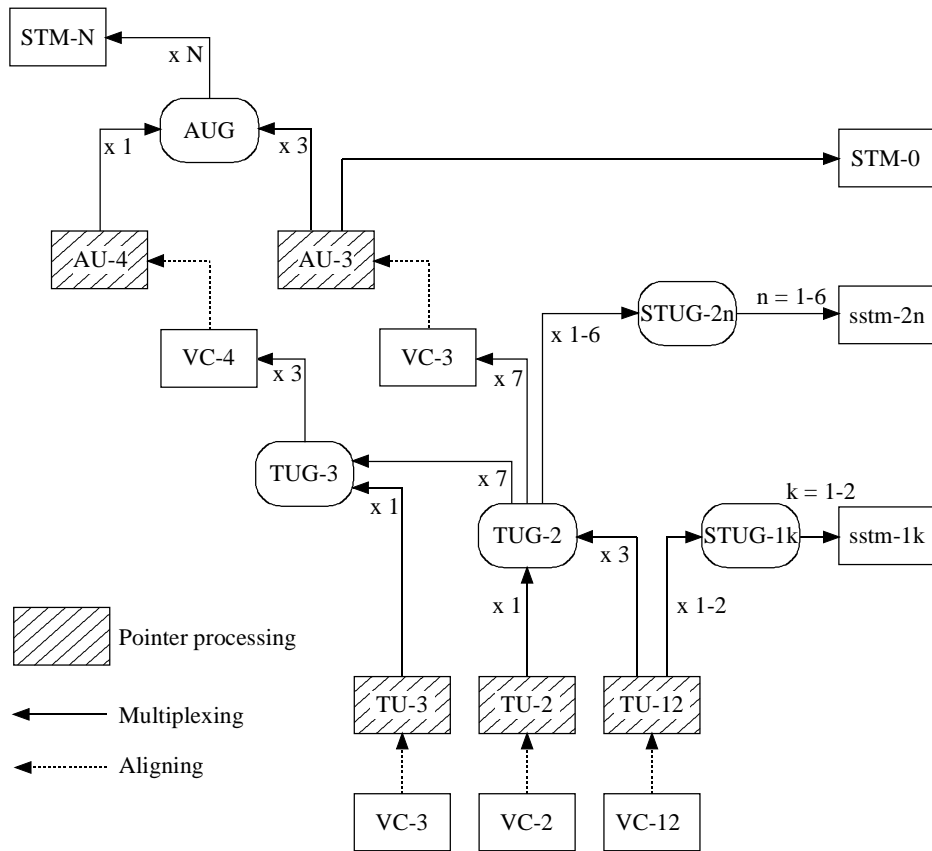 STM-N
x N
AUG
x 1
x 3
STM-0
AU-4
AU-3
STUG-2n
n = 1-6
sstm-2n
x 1-6
VC-4
x 3
VC-3
x 7
TUG-3
x 7
x 1
k = 1-2
TUG-2
x 3
STUG-1k
sstm-1k
x 1
x 1-2
Pointer processing
TU-3
TU-2
TU-12
Multiplexing
Aligning
VC-3
VC-2
VC-12